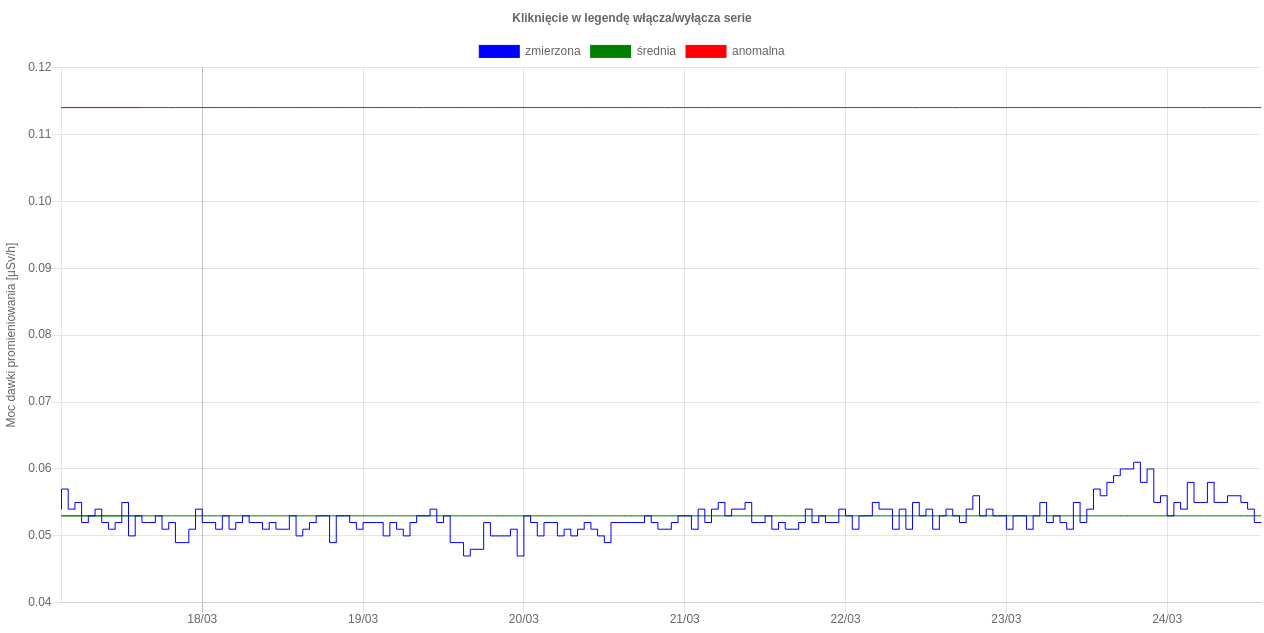 Kliknięcie w legendę włącza/wyłącza serie
zmierzona średnia anomalna
Moc dawki promieniowania [µSv/h]
0.12
0.11
0.10
0.09
0.08
0.07
0.06
0.05
0.04
18/03 19/03 20/03 21/03 22/03 23/03 24/03